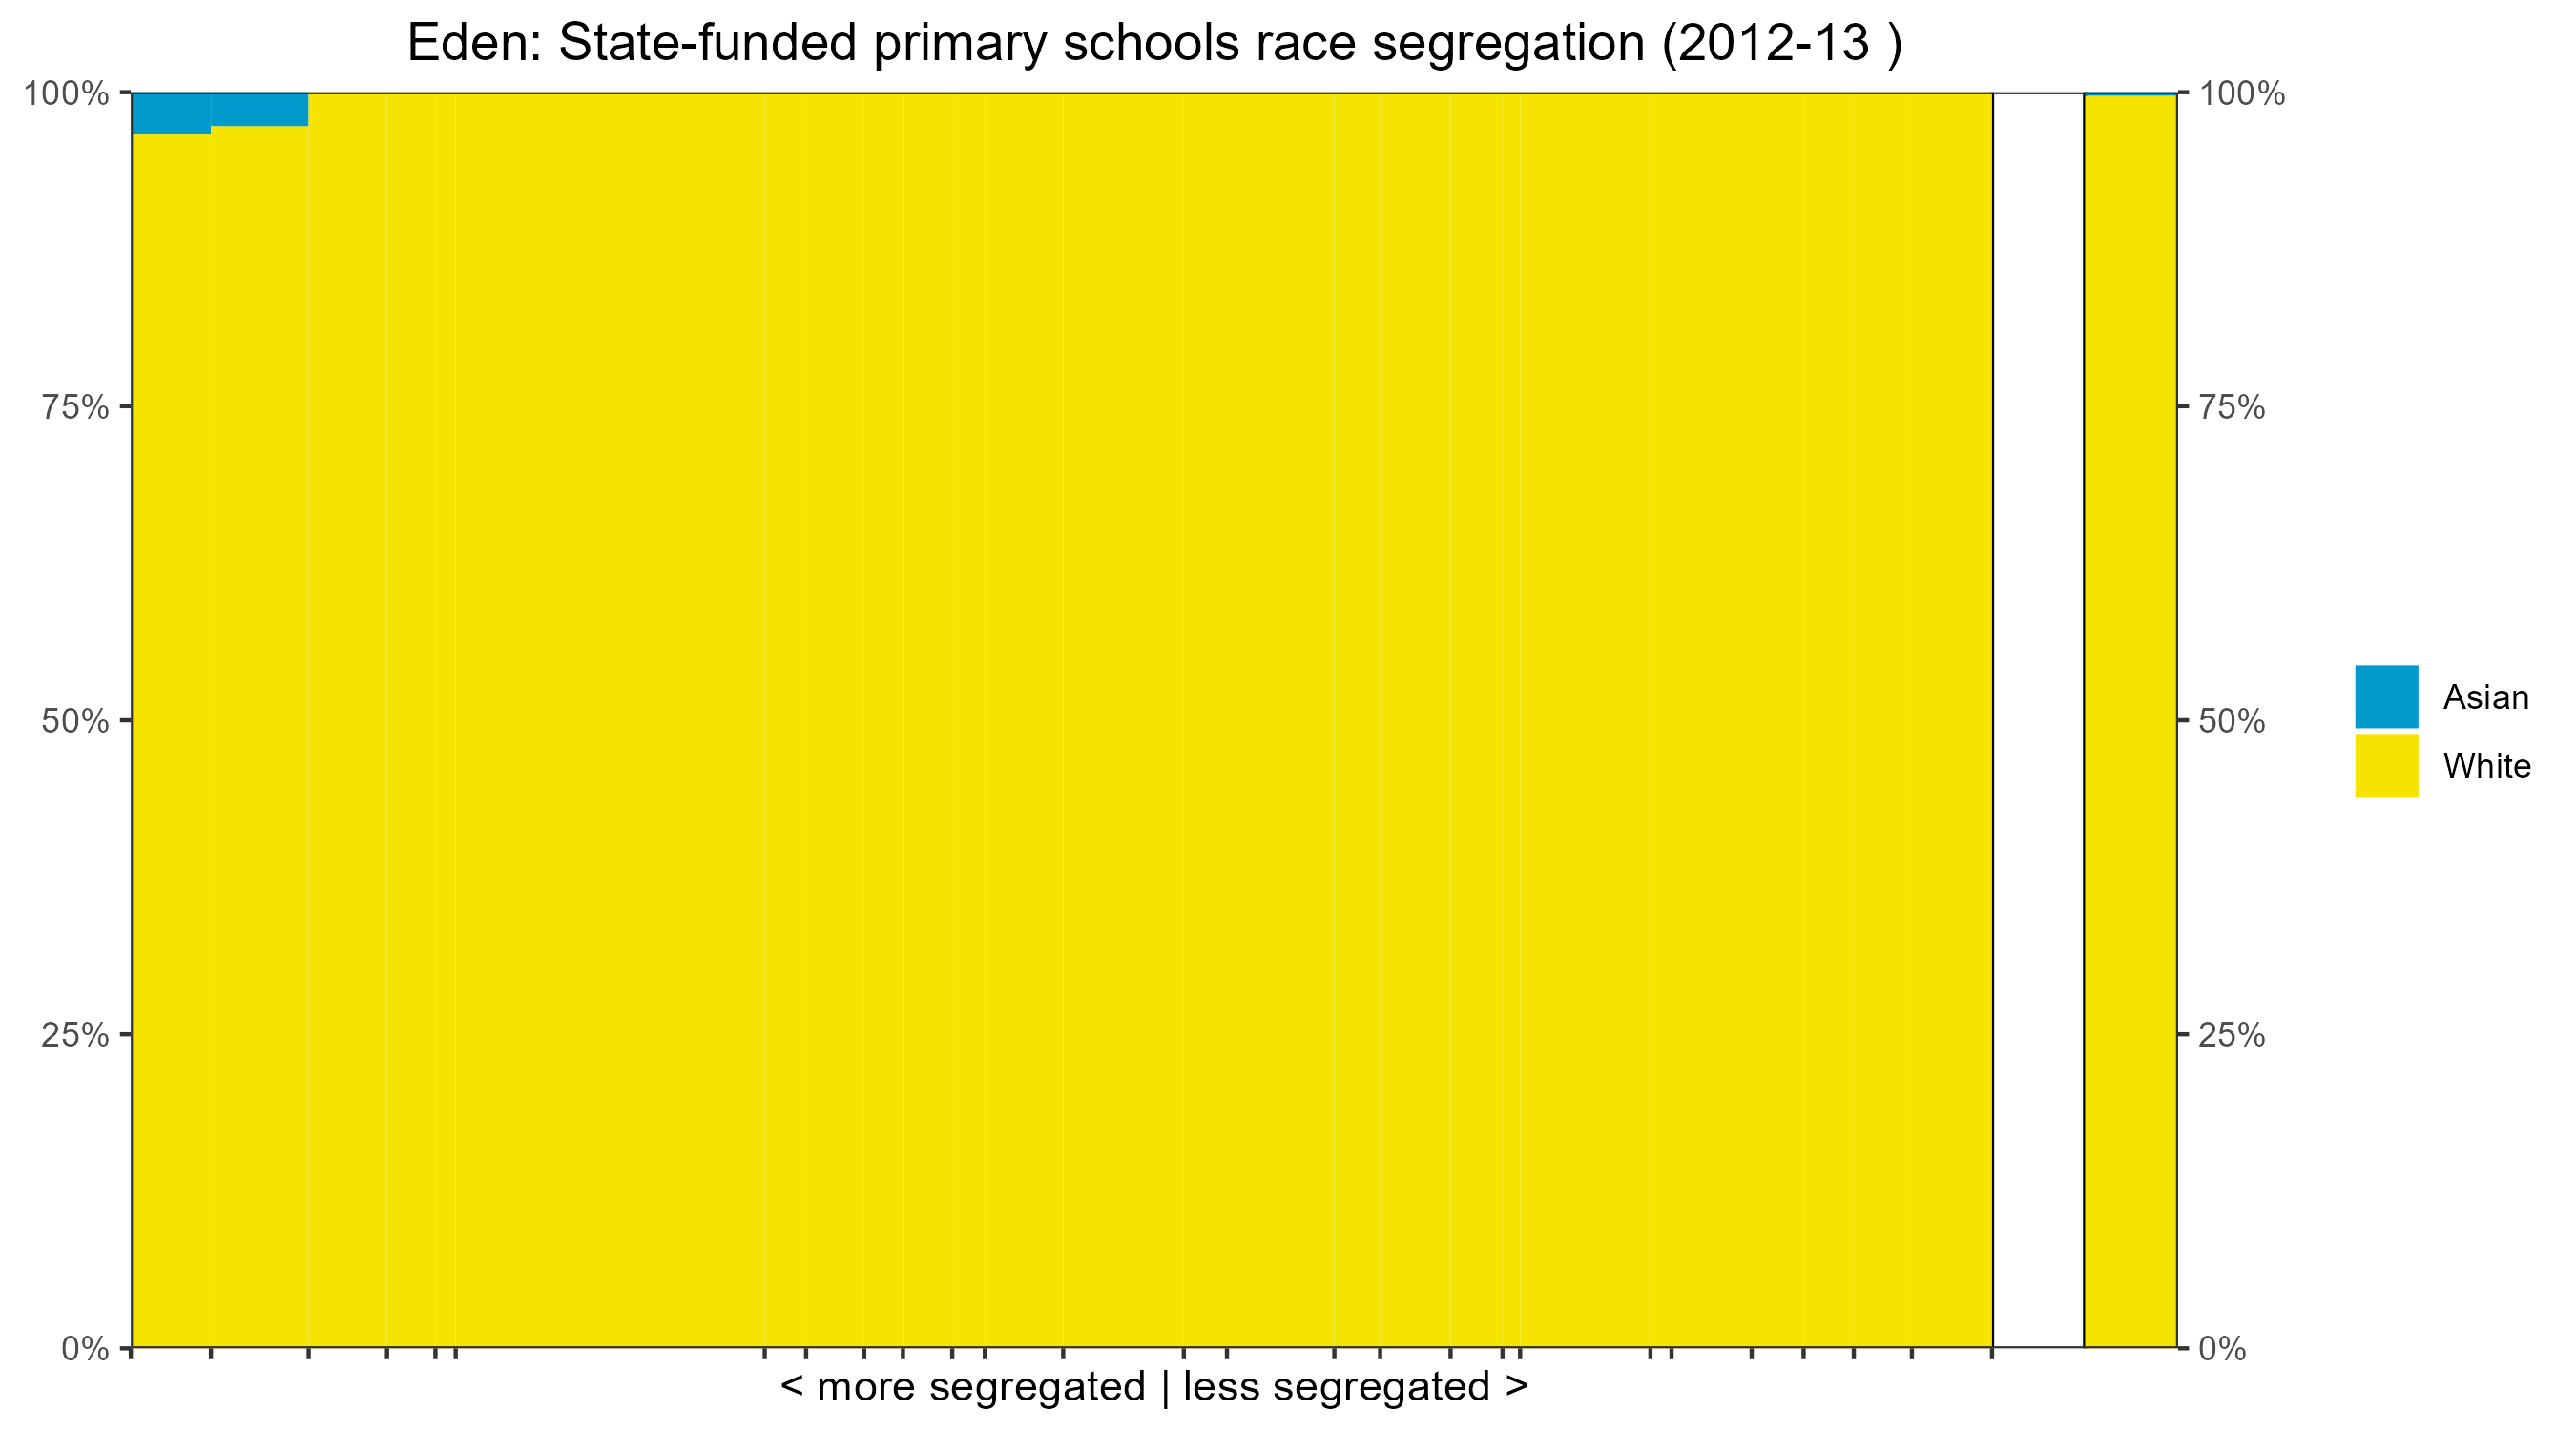 Eden: State-funded primary schools race segregation (2012-13 )
100%
75%
50%
25%
0%
100%
75%
50%
25%
0%
Asian
White
< more segregated | less segregated >